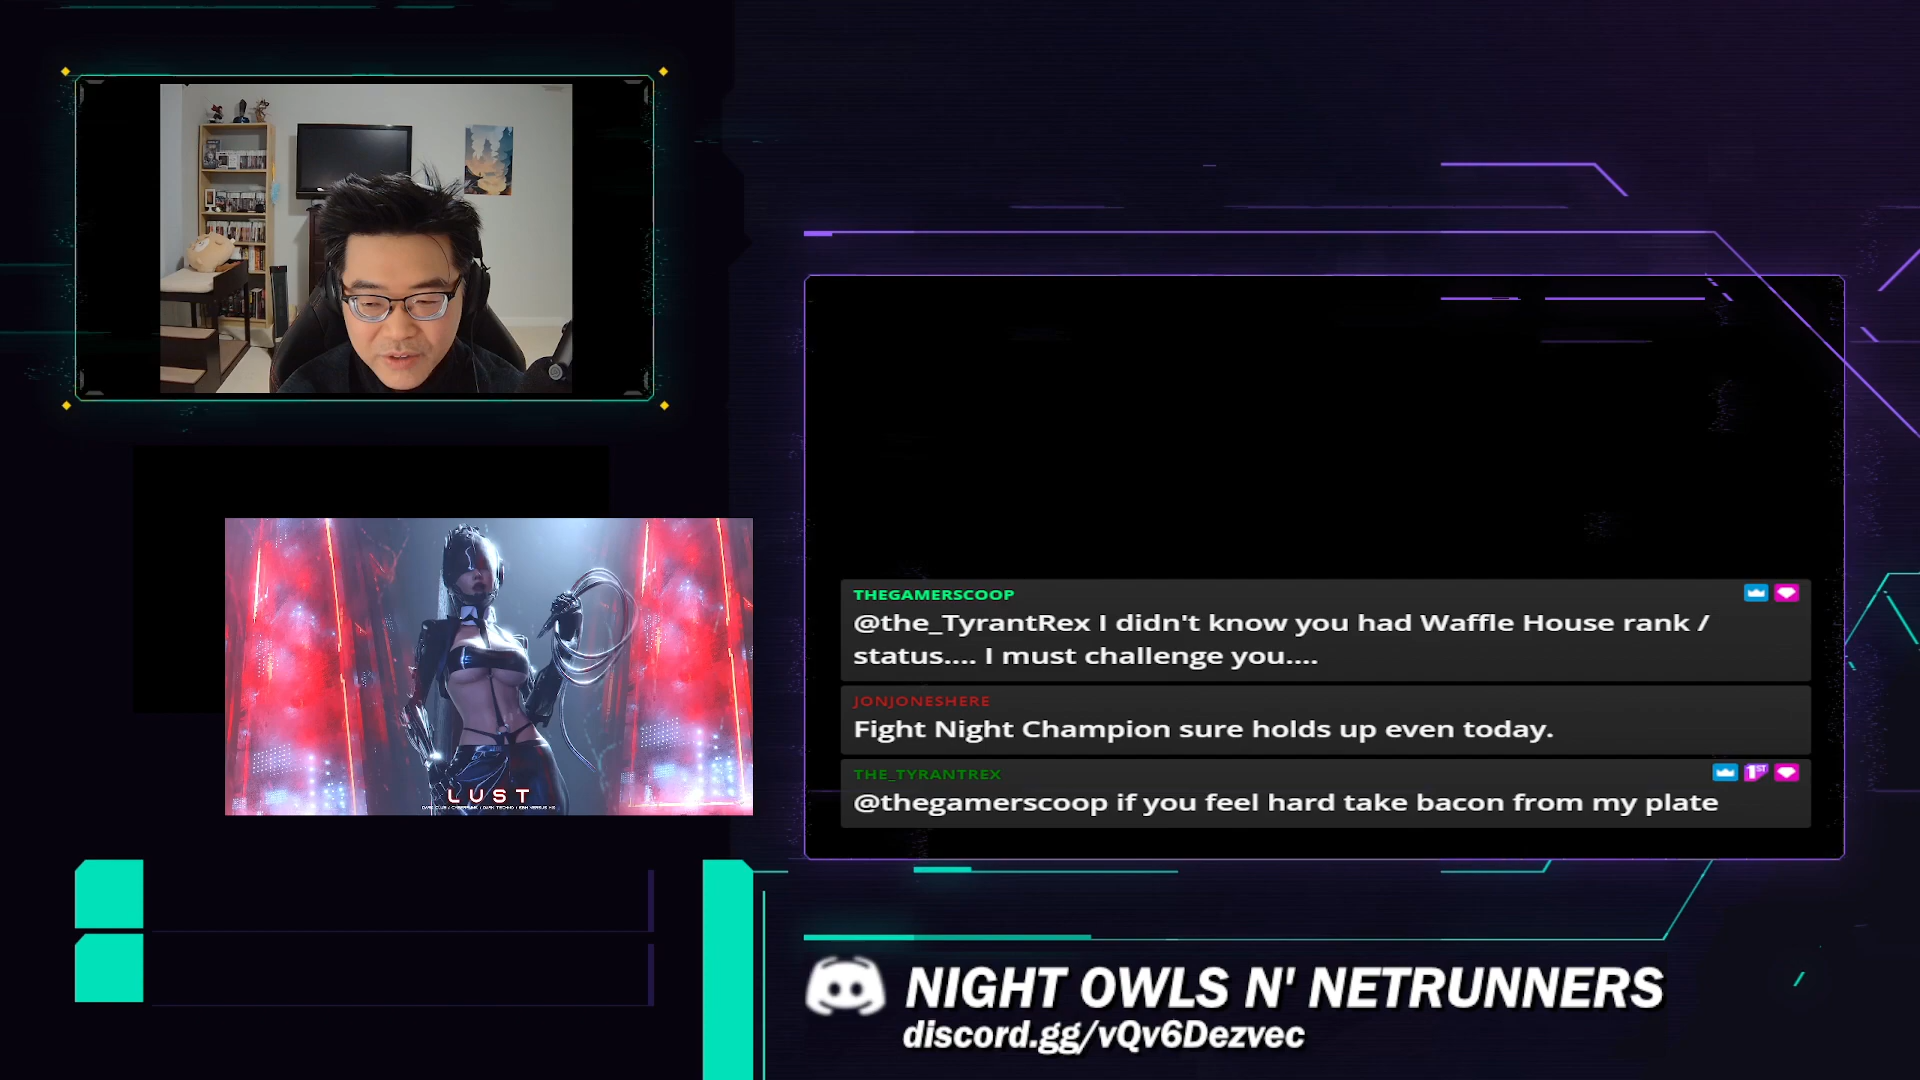 LUST
THEGAMERSCOOP
@the_TyrantRex I didn't know you had Waffle House rank /
status.... I must challenge you....
JONJONESHERE
Fight Night Champion sure holds up even today.
THE_TYRANTREX
1ST
@thegamerscoop if you feel hard take bacon from my plate
NIGHT OWLS N' NETRUNNERS
discord.gg/vQv6Dezvec